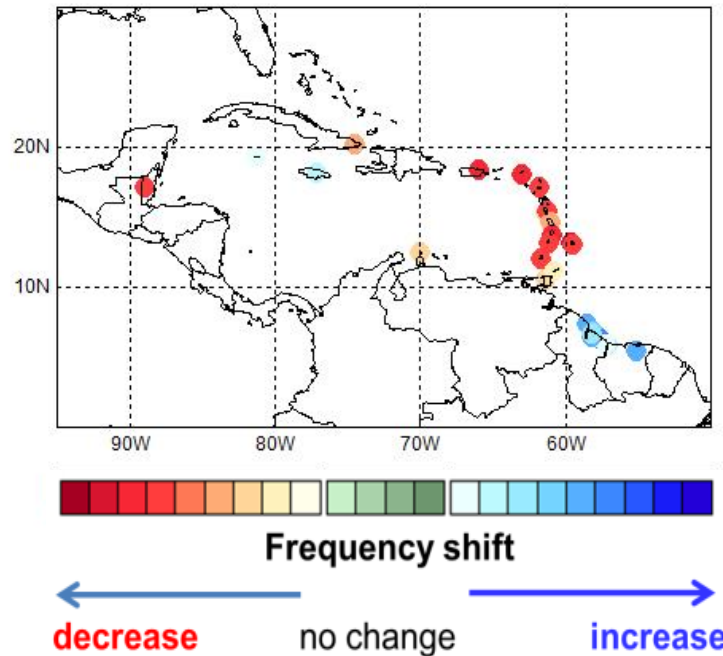 20N
10N
90W 80W 70W 60W
Frequency shift
decrease no change increase